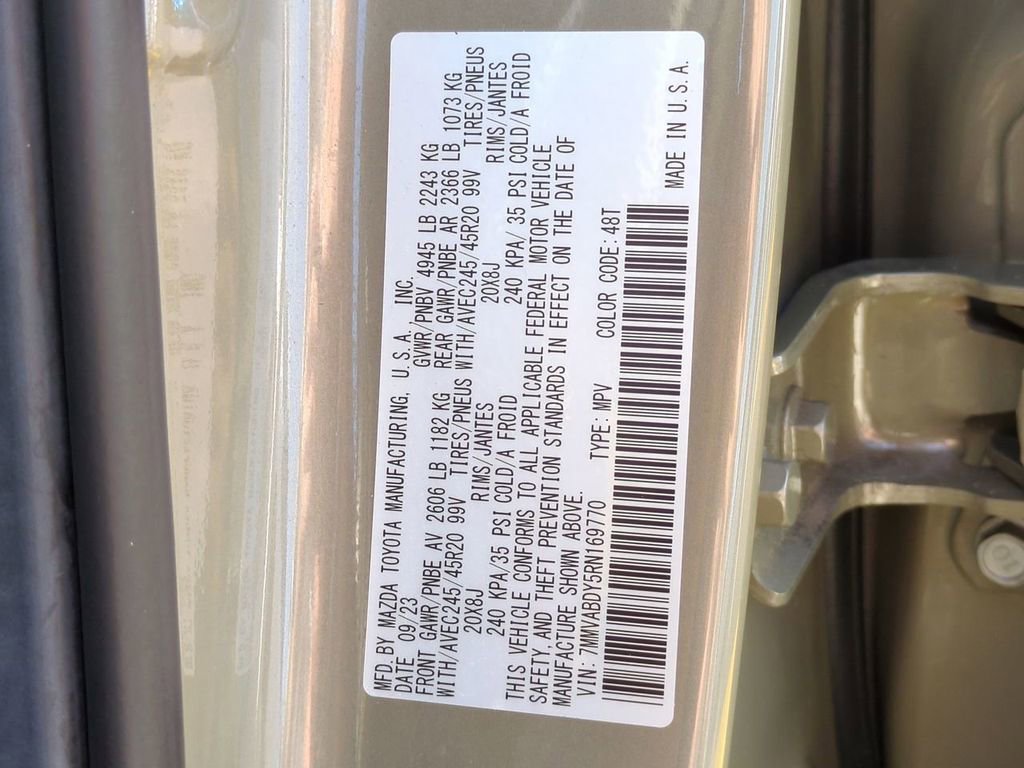 MFD.BY MAZDA TOYOTA MANUFACTURING, U.S.A. INC.
DATE 09/23 GVWR/PNBV 4945 LB 2243 KG
FRONT GAWR/PNBE AV 2606 LB 1182 KG REAR GAWR/PNBE AR 2366 LB 1073 KG
WITH/AVEC245/45R20 99V TIRES/PNEUS WITH/AVEC245/45R20 99V TIRES/PNEUS
20X8J RIMS/JANTES 20X8J RIMS/JANTES
240 KPA/35 PSI COLD/A FROID 240 KPA/ 35 PSI COLD/A FROID
THIS VEHICLE CONFORMS TO ALL APPLICABLE FEDERAL MOTOR VEHICLE
SAFETY,AND THEFT PREVENTION STANDARDS IN EFFECT ON THE DATE OF
MANUFACTURE SHOWN ABOVE.
VIN:7MMVABDY5RN169770 TYPE:MPV COLOR CODE:48T
MADE IN U.S.A.